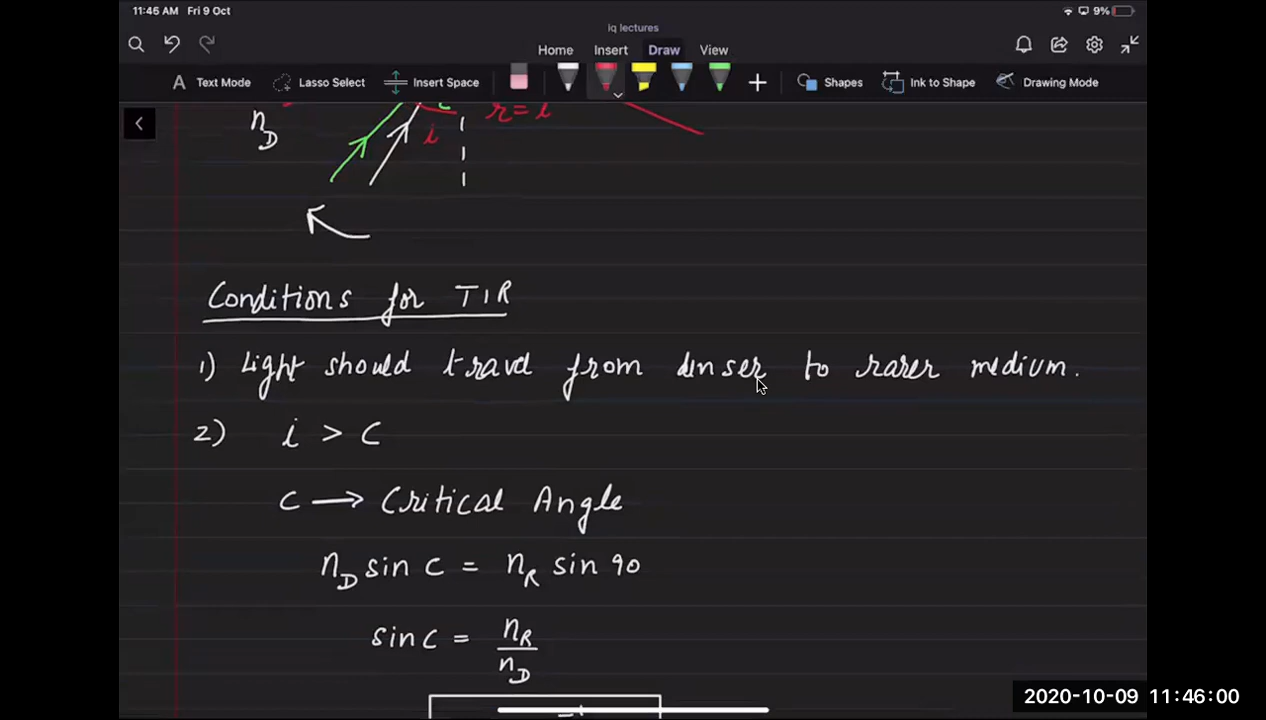 11:45 AM Fri 9 Oct
9%
iq lectures
Home Insert Draw View
Text Mode Lasso Select Insert Space Shapes Ink to Shape Drawing Mode
n_D
i
r = i
Conditions for TIR
1) Light should travel from denser to rarer medium.
2) i > C
C → Critical Angle
n_D sin C = n_R sin 90
sin C = n_R / n_D
2020-10-09 11:46:00